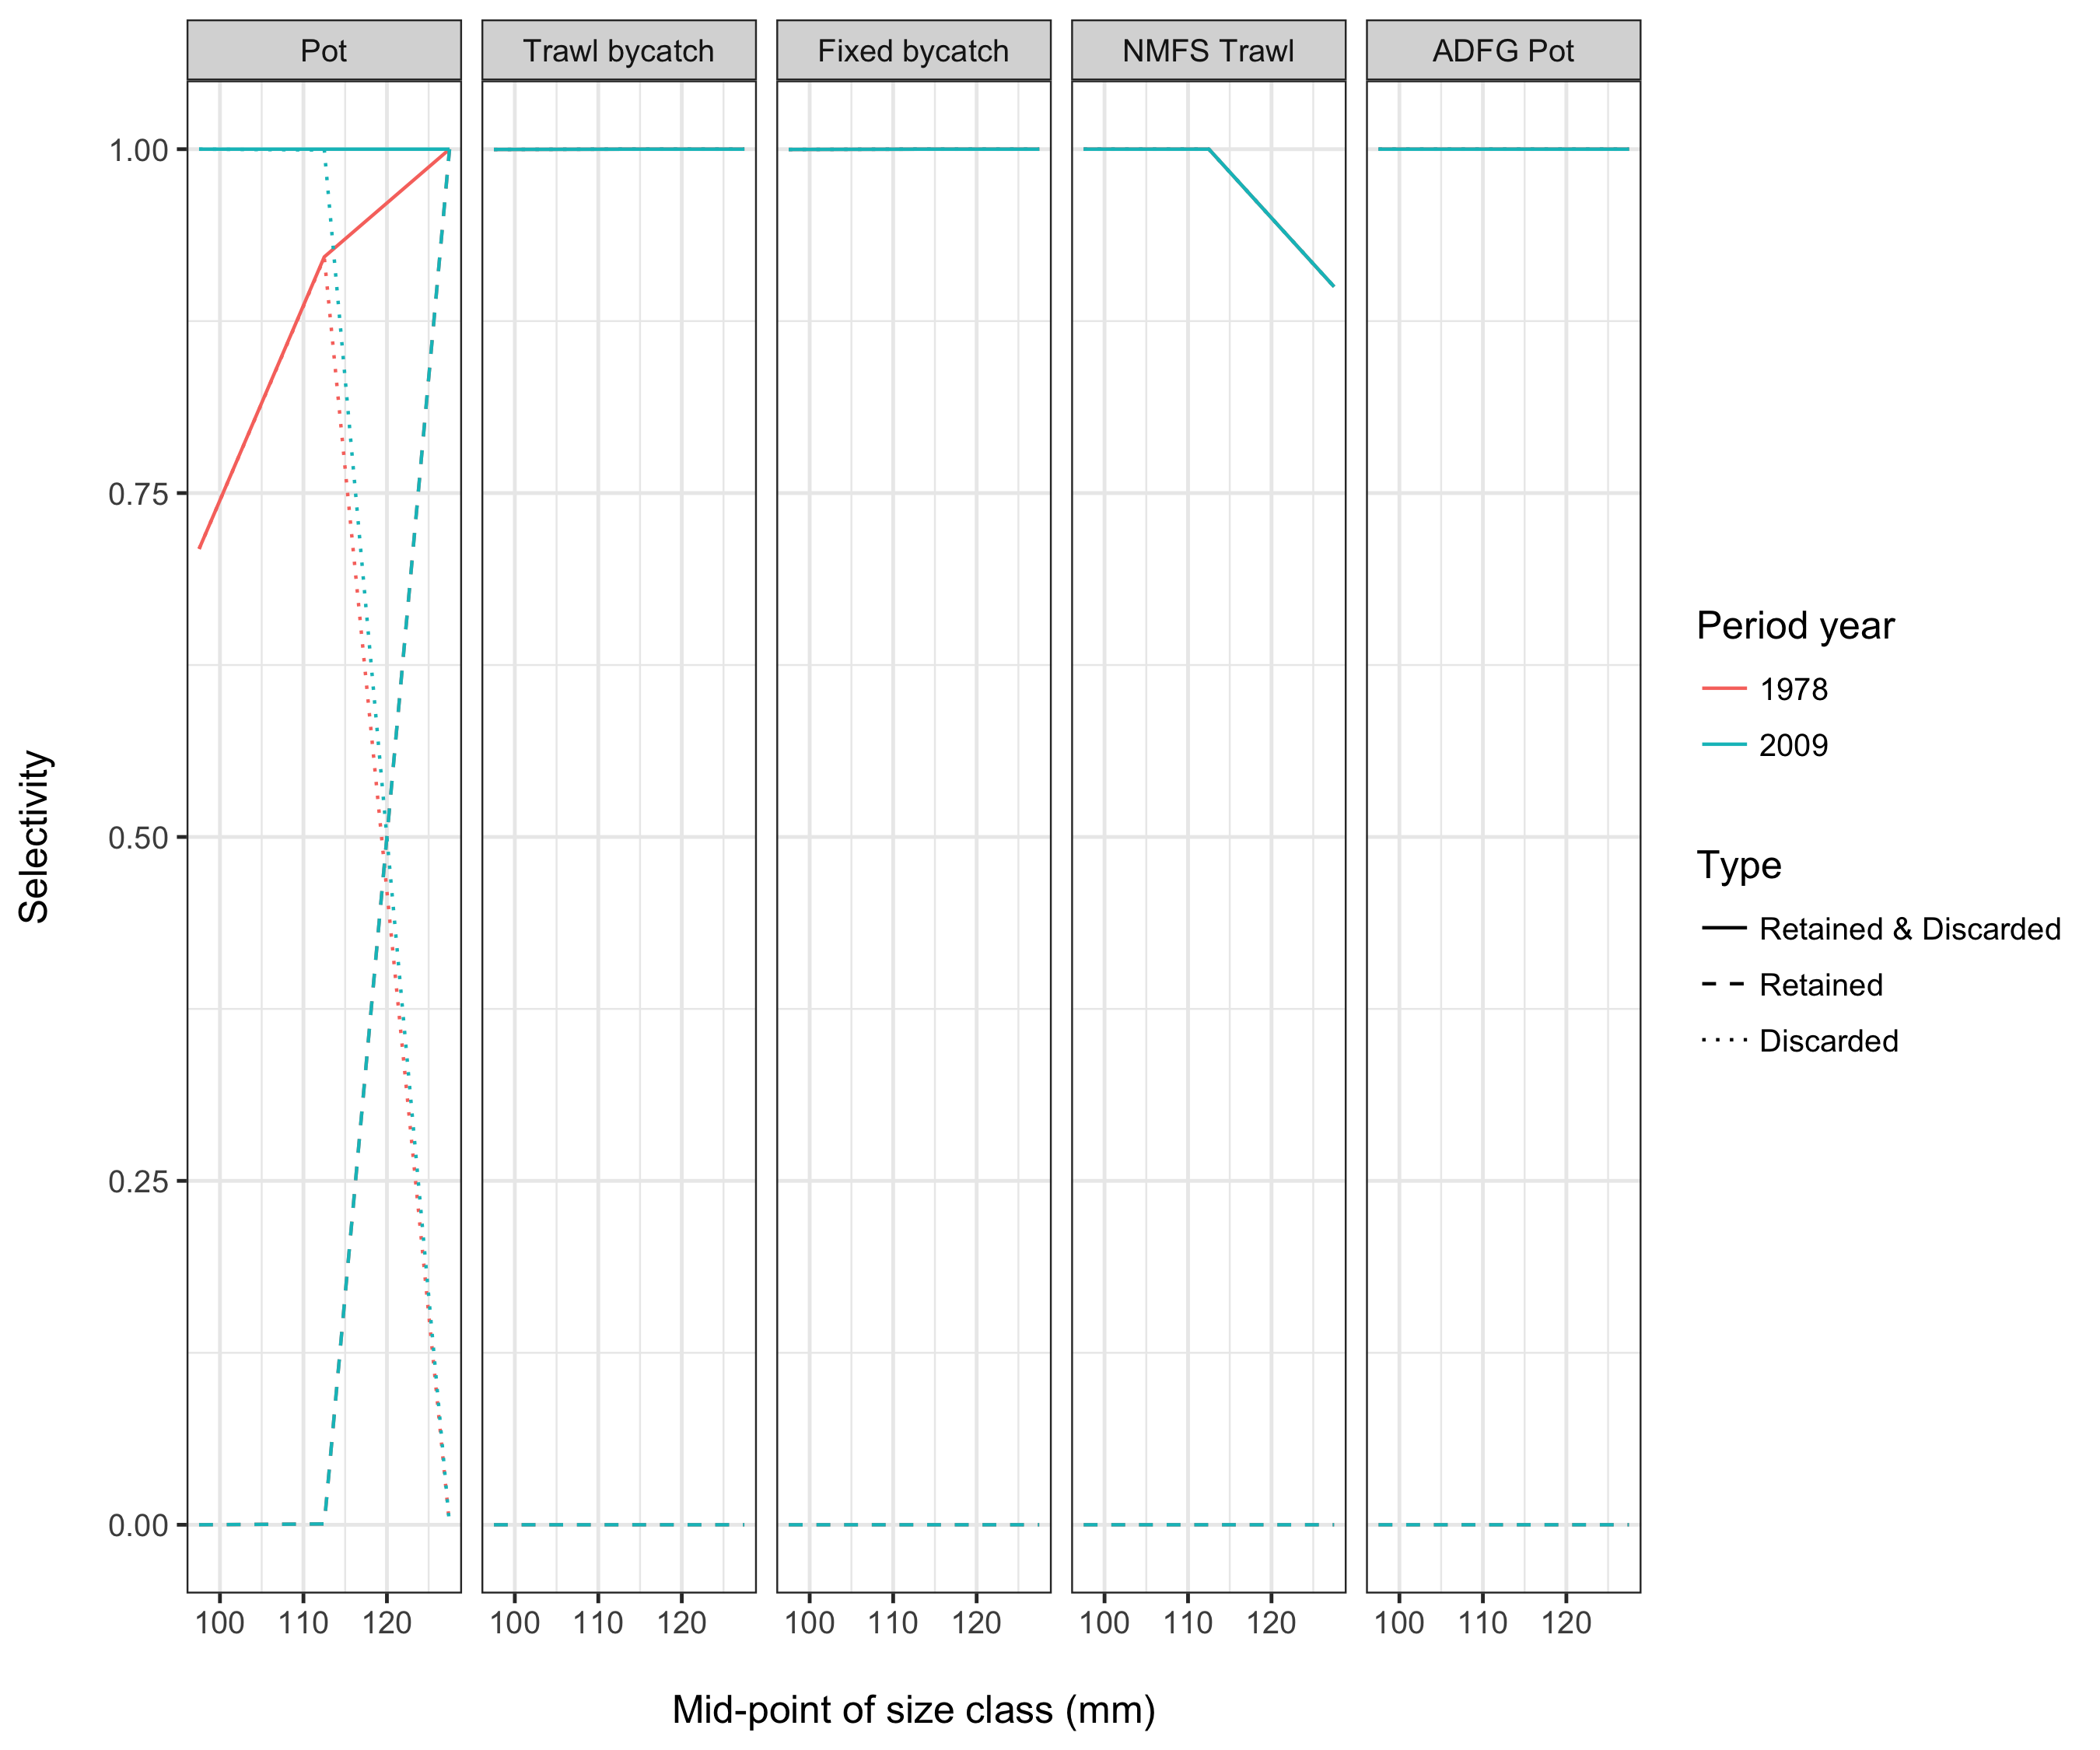 Pot
Trawl bycatch
Fixed bycatch
NMFS Trawl
ADFG Pot
1.00
0.75
0.50
0.25
0.00
Selectivity
100 110 120
100 110 120
100 110 120
100 110 120
100 110 120
Mid-point of size class (mm)
Period year
1978
2009
Type
Retained & Discarded
Retained
Discarded